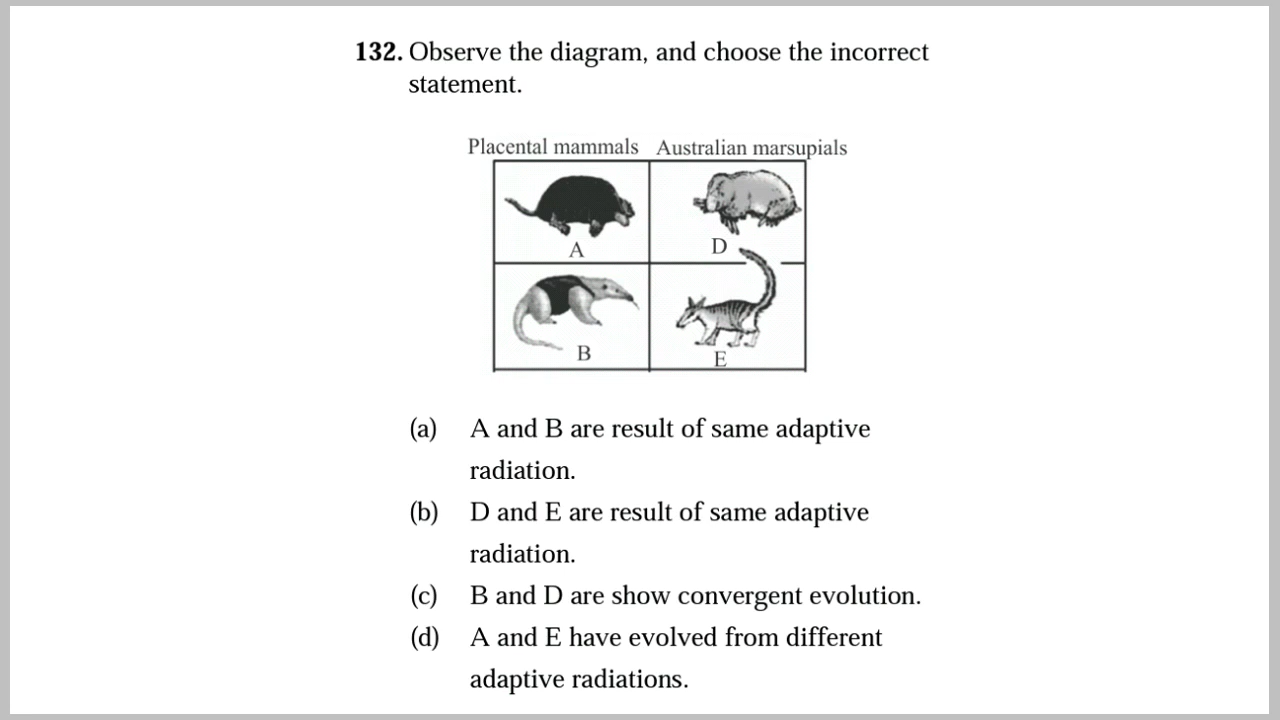 132. Observe the diagram, and choose the incorrect
statement.
Placental mammals Australian marsupials
A
D
B
E
(a) A and B are result of same adaptive
radiation.
(b) D and E are result of same adaptive
radiation.
(c) B and D are show convergent evolution.
(d) A and E have evolved from different
adaptive radiations.